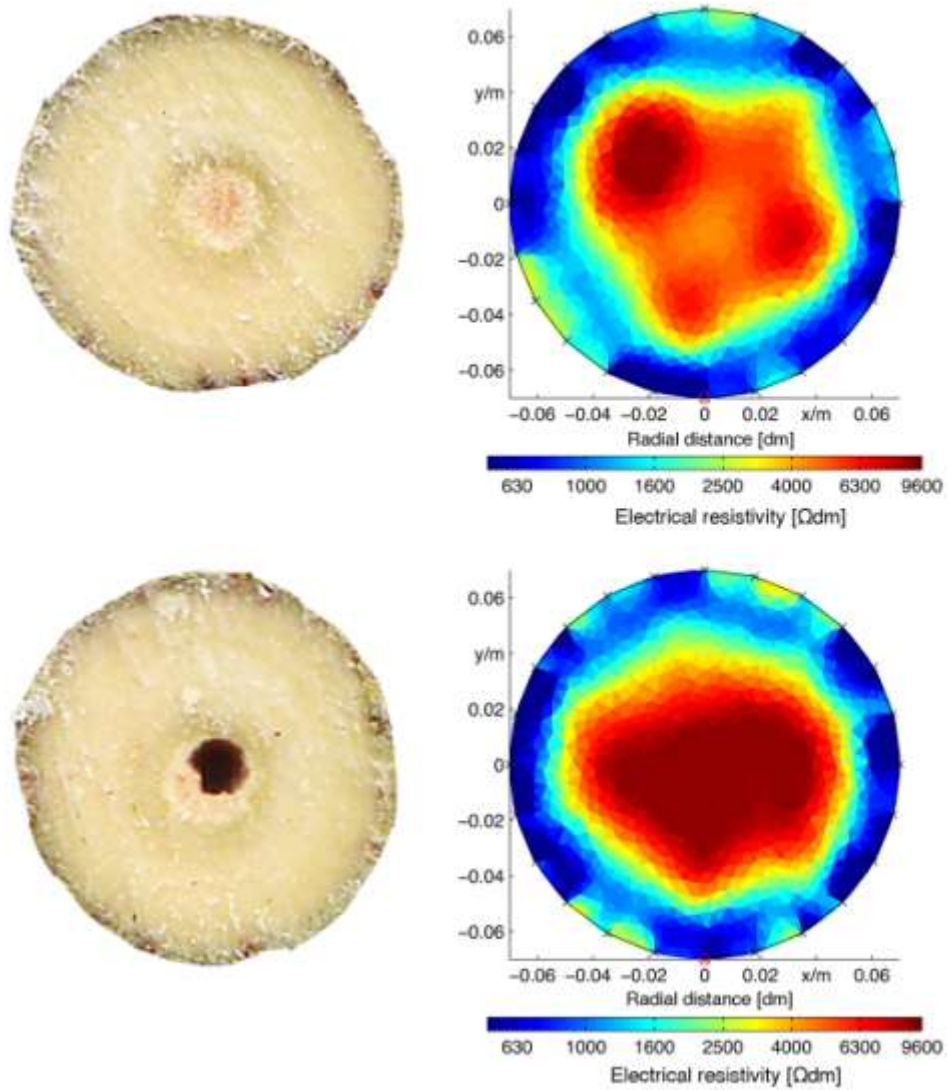 0.06
y/m
0.02
0
−0.02
−0.04
−0.06
−0.06 −0.04 −0.02 0 0.02 x/m 0.06
Radial distance [dm]
630 1000 1600 2500 4000 6300 9600
Electrical resistivity [Ωdm]
0.06
y/m
0.02
0
−0.02
−0.04
−0.06
−0.06 −0.04 −0.02 0 0.02 x/m 0.06
Radial distance [dm]
630 1000 1600 2500 4000 6300 9600
Electrical resistivity [Ωdm]